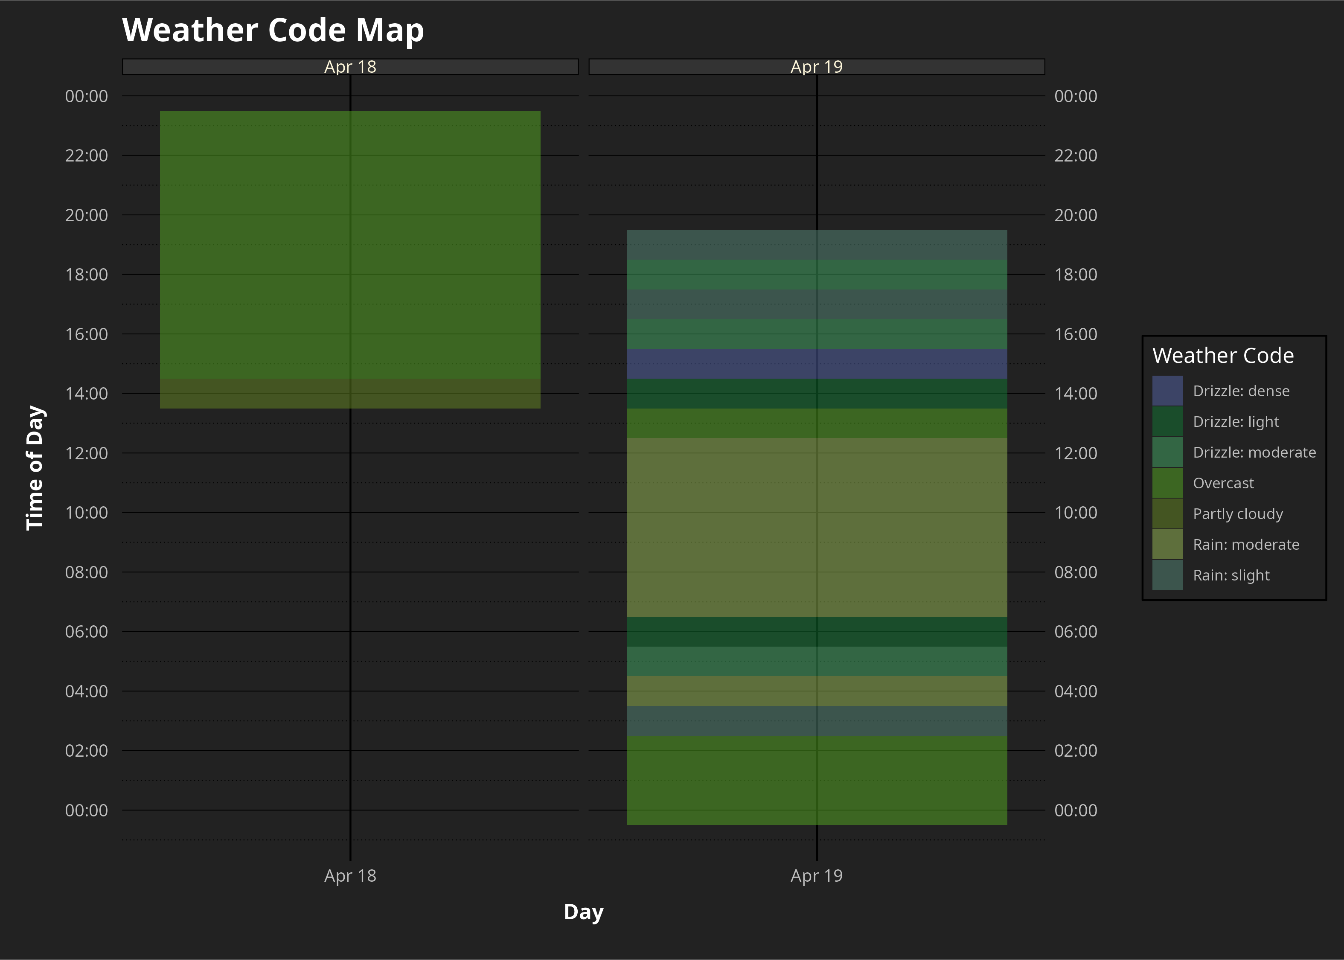 Weather Code Map
Apr 18 Apr 19
00:00 00:00
22:00 22:00
20:00 20:00
18:00 18:00
16:00 16:00
14:00 14:00
12:00 12:00
10:00 10:00
08:00 08:00
06:00 06:00
04:00 04:00
02:00 02:00
00:00 00:00
Time of Day
Apr 18 Apr 19
Day
Weather Code
Drizzle: dense
Drizzle: light
Drizzle: moderate
Overcast
Partly cloudy
Rain: moderate
Rain: slight